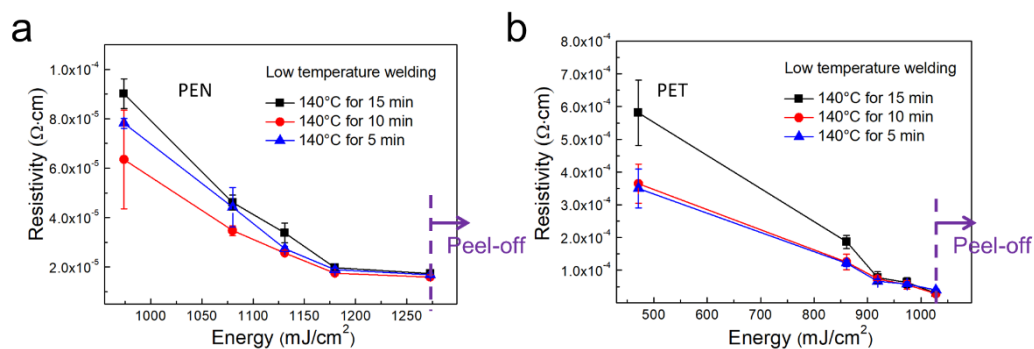 a
Resistivity (Ω·cm)
1.0x10⁻⁴
8.0x10⁻⁵
6.0x10⁻⁵
4.0x10⁻⁵
2.0x10⁻⁵
PEN
Low temperature welding
140°C for 15 min
140°C for 10 min
140°C for 5 min
Peel-off
1000 1050 1100 1150 1200 1250
Energy (mJ/cm²)
b
Resistivity (Ω·cm)
8.0x10⁻⁴
7.0x10⁻⁴
6.0x10⁻⁴
5.0x10⁻⁴
4.0x10⁻⁴
3.0x10⁻⁴
2.0x10⁻⁴
1.0x10⁻⁴
PET
Low temperature welding
140°C for 15 min
140°C for 10 min
140°C for 5 min
Peel-off
500 600 700 800 900 1000
Energy (mJ/cm²)